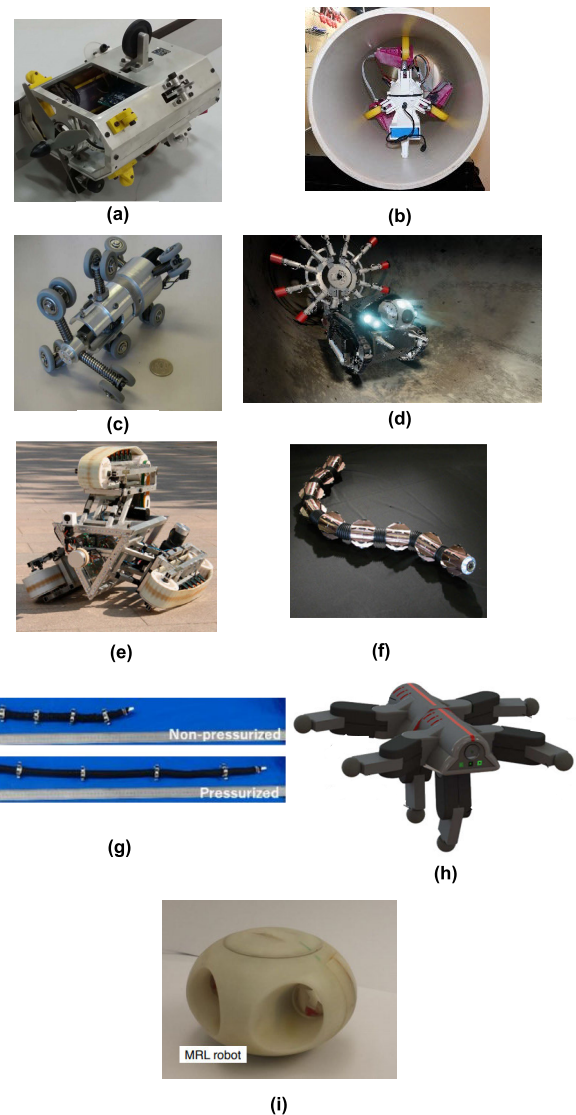 (a)
(b)
(c)
(d)
(e)
(f)
Non-pressurized
Pressurized
(g)
(h)
MRL robot
(i)